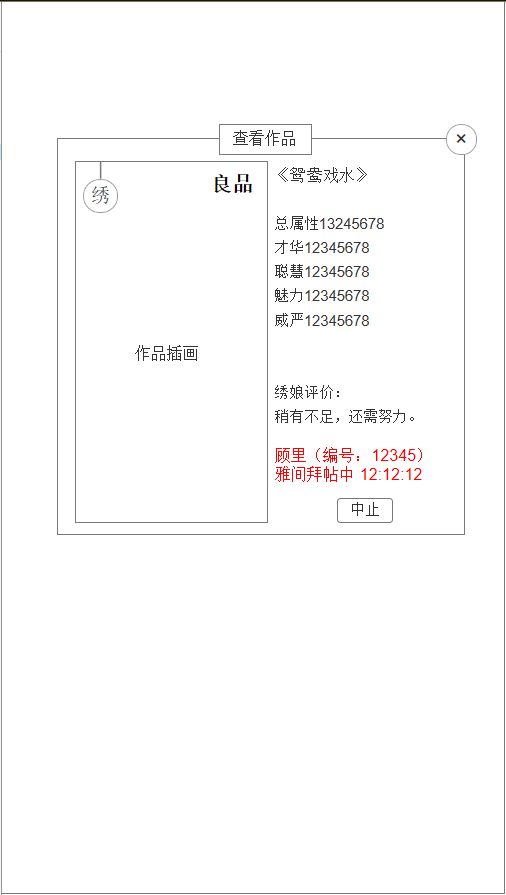 查看作品
×
绣
良品
作品插画
《鸳鸯戏水》
总属性13245678
才华12345678
聪慧12345678
魅力12345678
威严12345678
绣娘评价：
稍有不足，还需努力。
顾里（编号：12345）
雅间拜帖中 12:12:12
中止